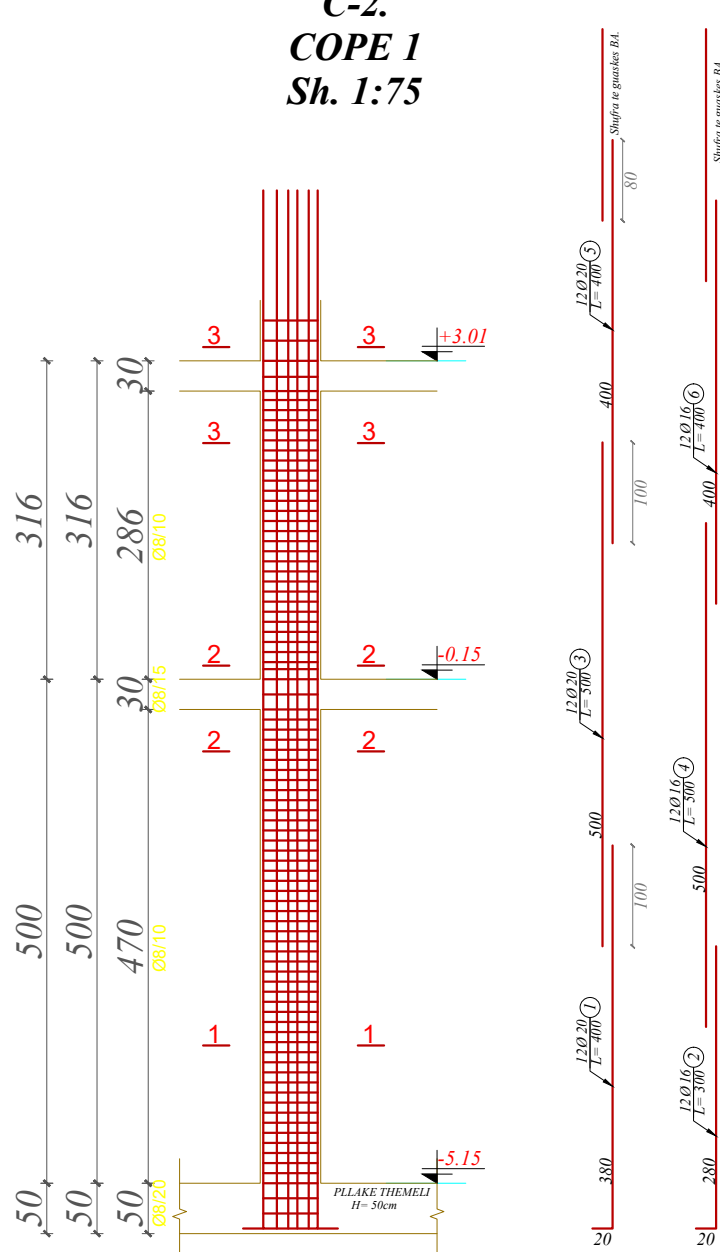 C-2.
COPE 1
Sh. 1:75
3 3
+3.01
30
3 3
316 316 286
Ø8/10
2 2
-0.15
30
Ø8/15
2 2
500 500 470
Ø8/10
1 1
-5.15
PLLAKE THEMELI
H= 50cm
50 50 50
Ø8/20
Shufra te guaskes BA.
80
12Ø20 5
L= 400
400
100
12Ø20 3
L= 500
500
100
12Ø20 1
L= 400
380
20
Shufra te guaskes BA.
12Ø16 6
L= 400
400
12Ø16 4
L= 500
500
12Ø16 2
L= 300
280
20